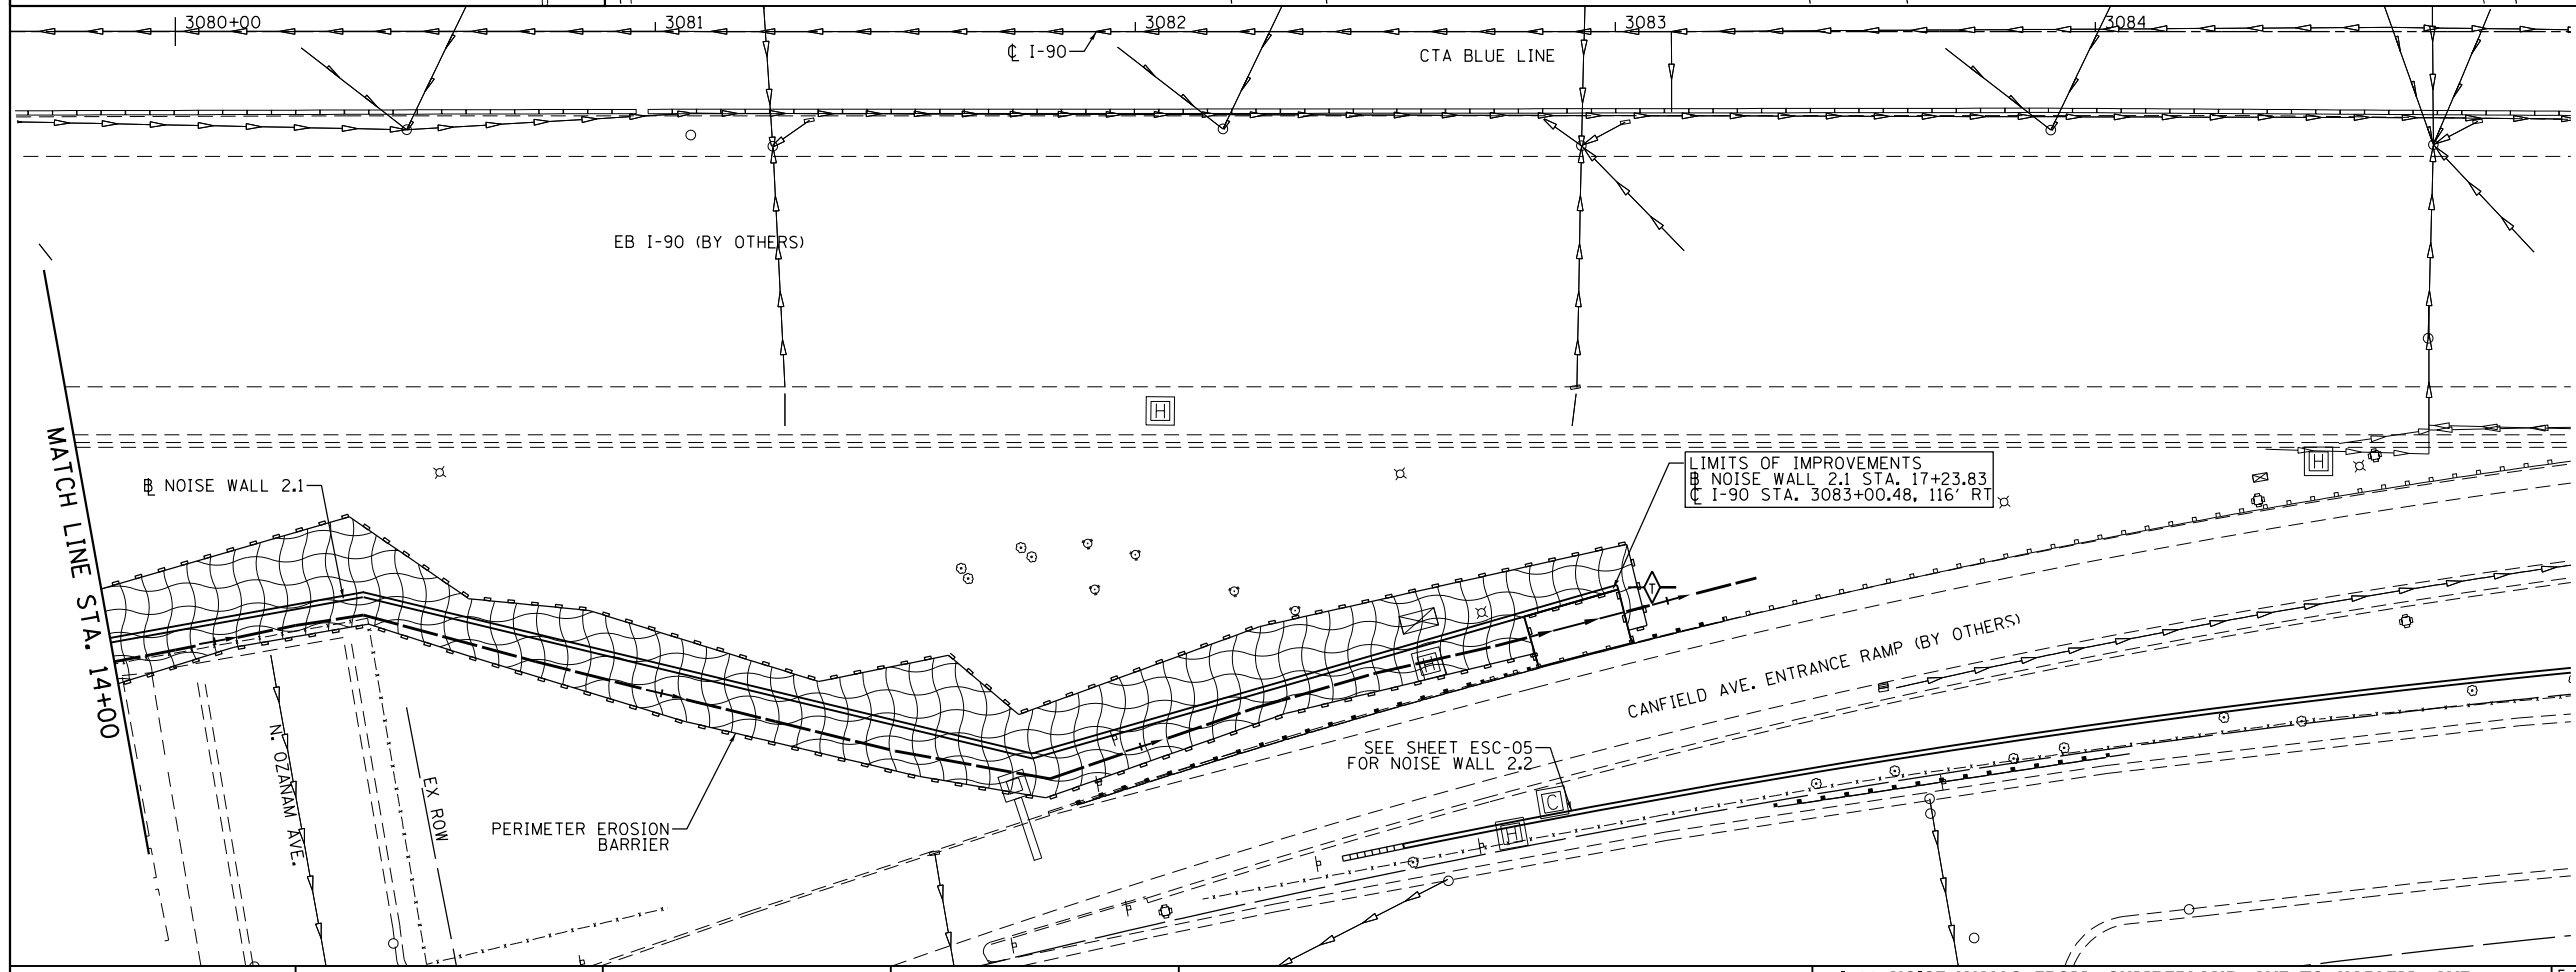 3080+00
3081
3082
3083
3084
℄ I-90
CTA BLUE LINE
EB I-90 (BY OTHERS)
H
H
MATCH LINE STA. 14+00
BL NOISE WALL 2.1
LIMITS OF IMPROVEMENTS
BL NOISE WALL 2.1 STA. 17+23.83
℄ I-90 STA. 3083+00.48, 116' RT
T
H
CANFIELD AVE. ENTRANCE RAMP (BY OTHERS)
N. OZANAM AVE.
EX ROW
SEE SHEET ESC-05
FOR NOISE WALL 2.2
C
H
PERIMETER EROSION
BARRIER